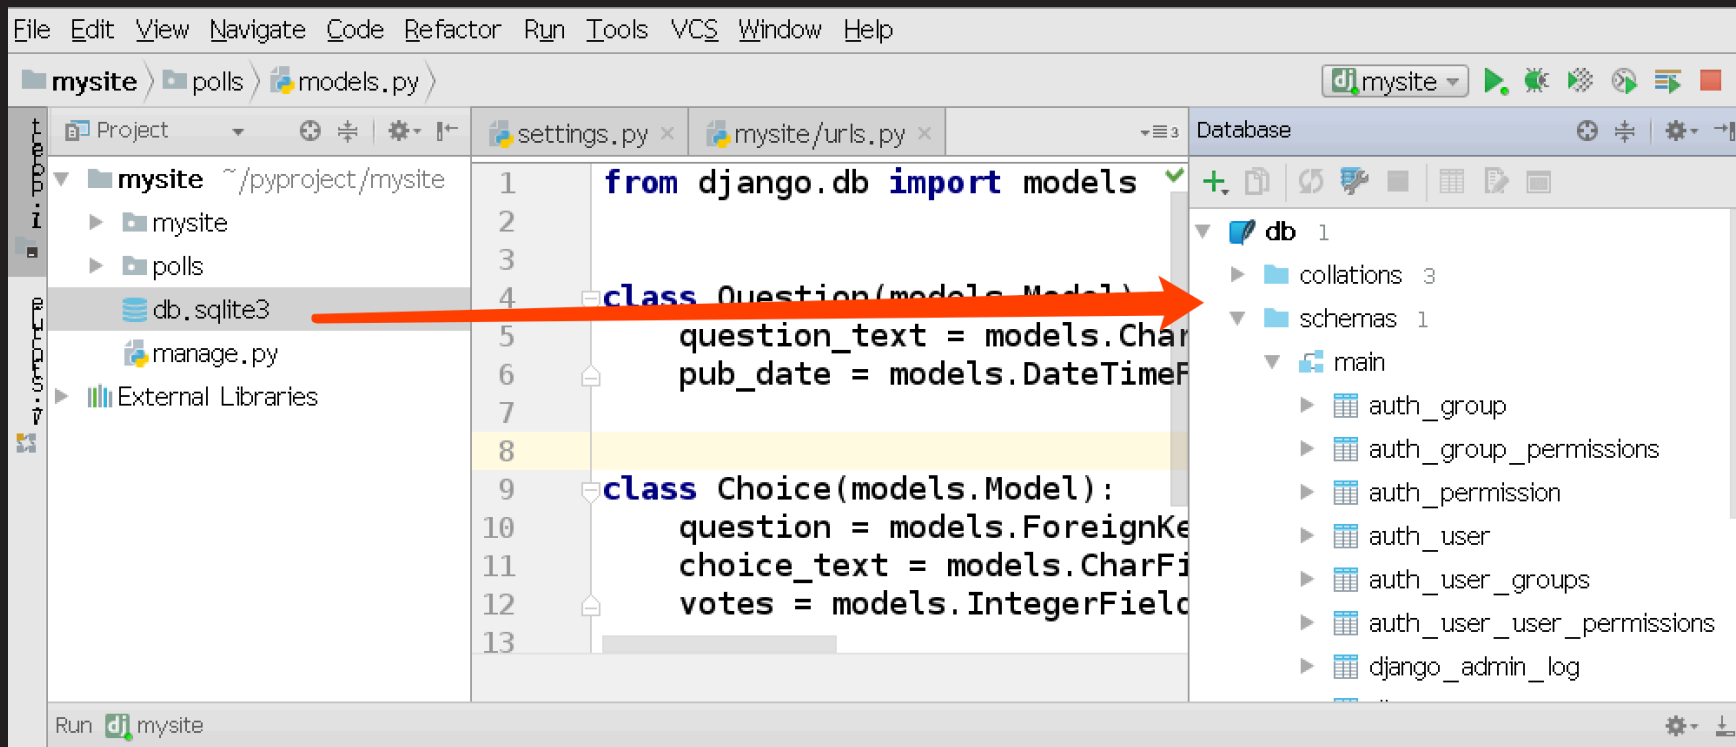 File Edit View Navigate Code Refactor Run Tools VCS Window Help
mysite polls models.py mysite
Project
settings.py mysite/urls.py 3
Database
mysite ~/pyproject/mysite
mysite
polls
db.sqlite3
manage.py
External Libraries
1 from django.db import models
2
3
4 class Question(models.Model)
5 question_text = models.Char
6 pub_date = models.DateTimeF
7
8
9 class Choice(models.Model):
10 question = models.ForeignKe
11 choice_text = models.CharFi
12 votes = models.IntegerField
13
db 1
collations 3
schemas 1
main
auth_group
auth_group_permissions
auth_permission
auth_user
auth_user_groups
auth_user_user_permissions
django_admin_log
Run mysite